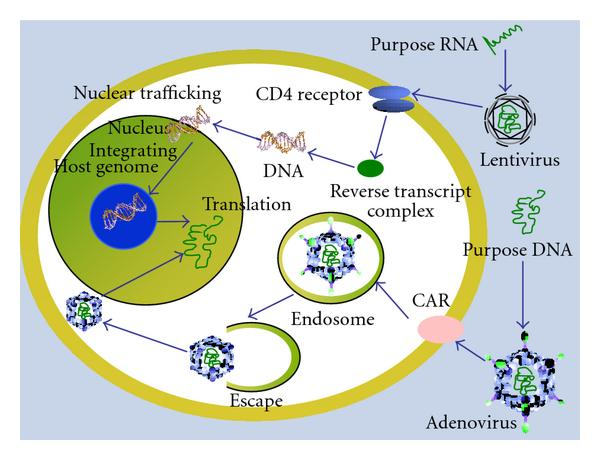 Purpose RNA
Nuclear trafficking
CD4 receptor
Nucleus
Integrating
Host genome
DNA
Lentivirus
Reverse transcript
complex
Translation
Purpose DNA
CAR
Endosome
Escape
Adenovirus